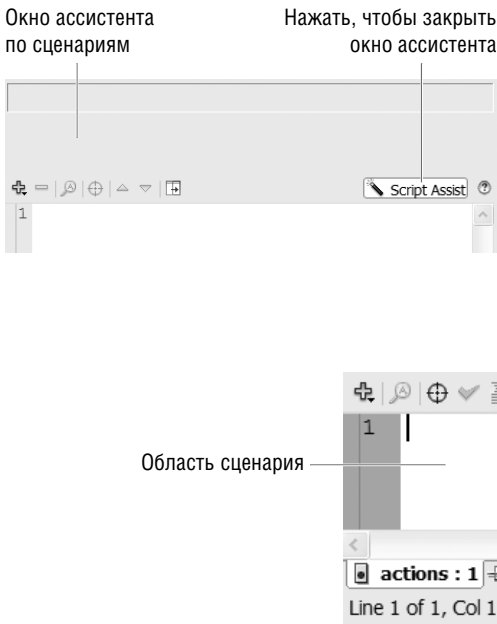 Окно ассистента
по сценариям
Нажать, чтобы закрыть
окно ассистента
Script Assist
1
1
Область сценария
actions : 1
Line 1 of 1, Col 1